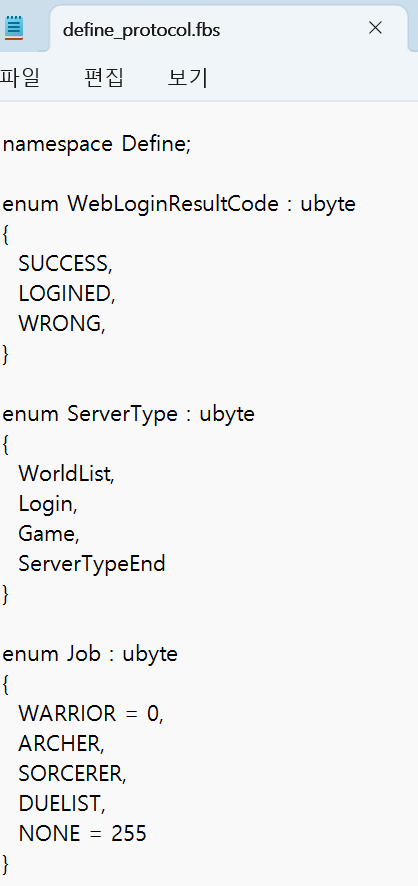 define_protocol.fbs
파일 편집 보기
namespace Define;
enum WebLoginResultCode : ubyte
{
SUCCESS,
LOGINED,
WRONG,
}
enum ServerType : ubyte
{
WorldList,
Login,
Game,
ServerTypeEnd
}
enum Job : ubyte
{
WARRIOR = 0,
ARCHER,
SORCERER,
DUELIST,
NONE = 255
}